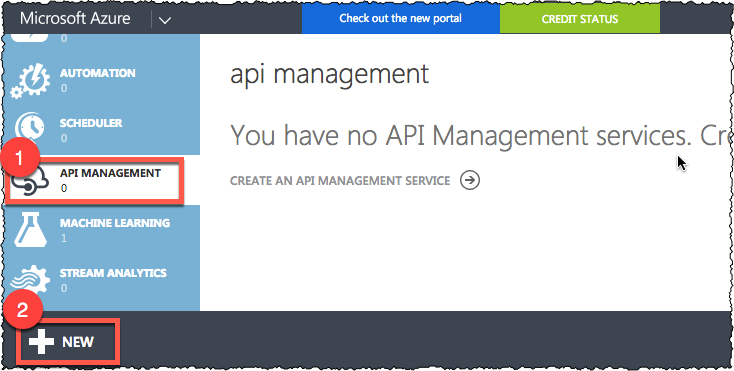 Microsoft Azure
Check out the new portal
CREDIT STATUS
0
AUTOMATION
0
SCHEDULER
0
1
API MANAGEMENT
0
MACHINE LEARNING
1
STREAM ANALYTICS
0
api management
You have no API Management services. Cre
CREATE AN API MANAGEMENT SERVICE
2
NEW